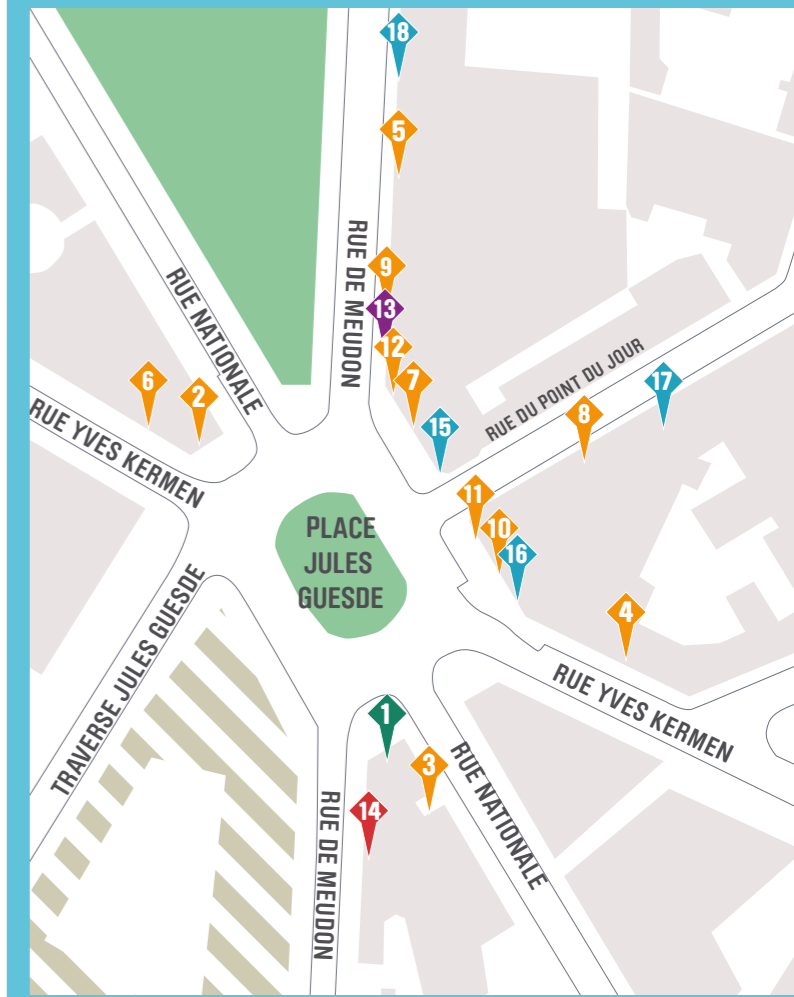 18
5
RUE DE MEUDON
9
13
12
7
15
RUE NATIONALE
6
2
RUE YVES KERMEN
RUE DU POINT DU JOUR
17
8
11
10
16
PLACE
JULES
GUESDE
4
RUE YVES KERMEN
TRAVERSE JULES GUESDE
1
3
14
RUE NATIONALE
RUE DE MEUDON